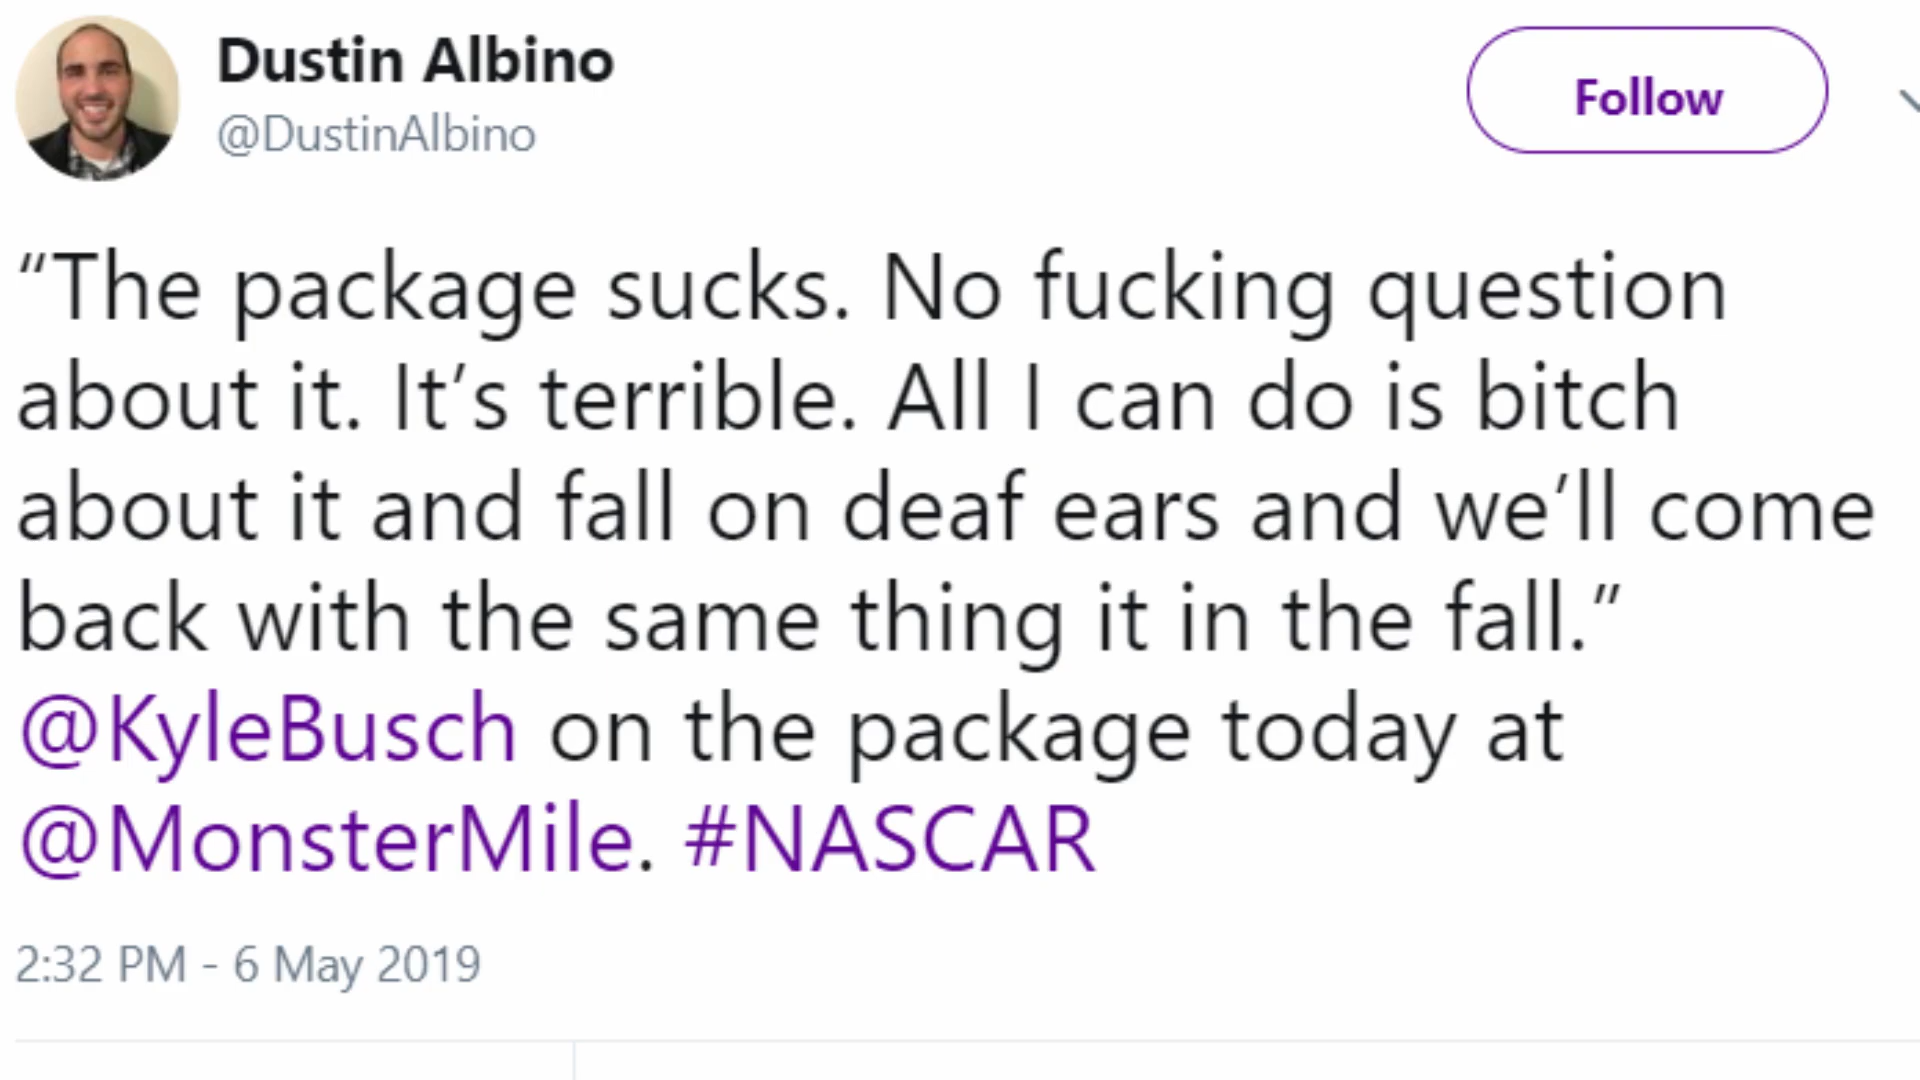 Dustin Albino
@DustinAlbino
Follow
“The package sucks. No fucking question
about it. It’s terrible. All I can do is bitch
about it and fall on deaf ears and we’ll come
back with the same thing it in the fall.”
@KyleBusch on the package today at
@MonsterMile. #NASCAR
2:32 PM - 6 May 2019